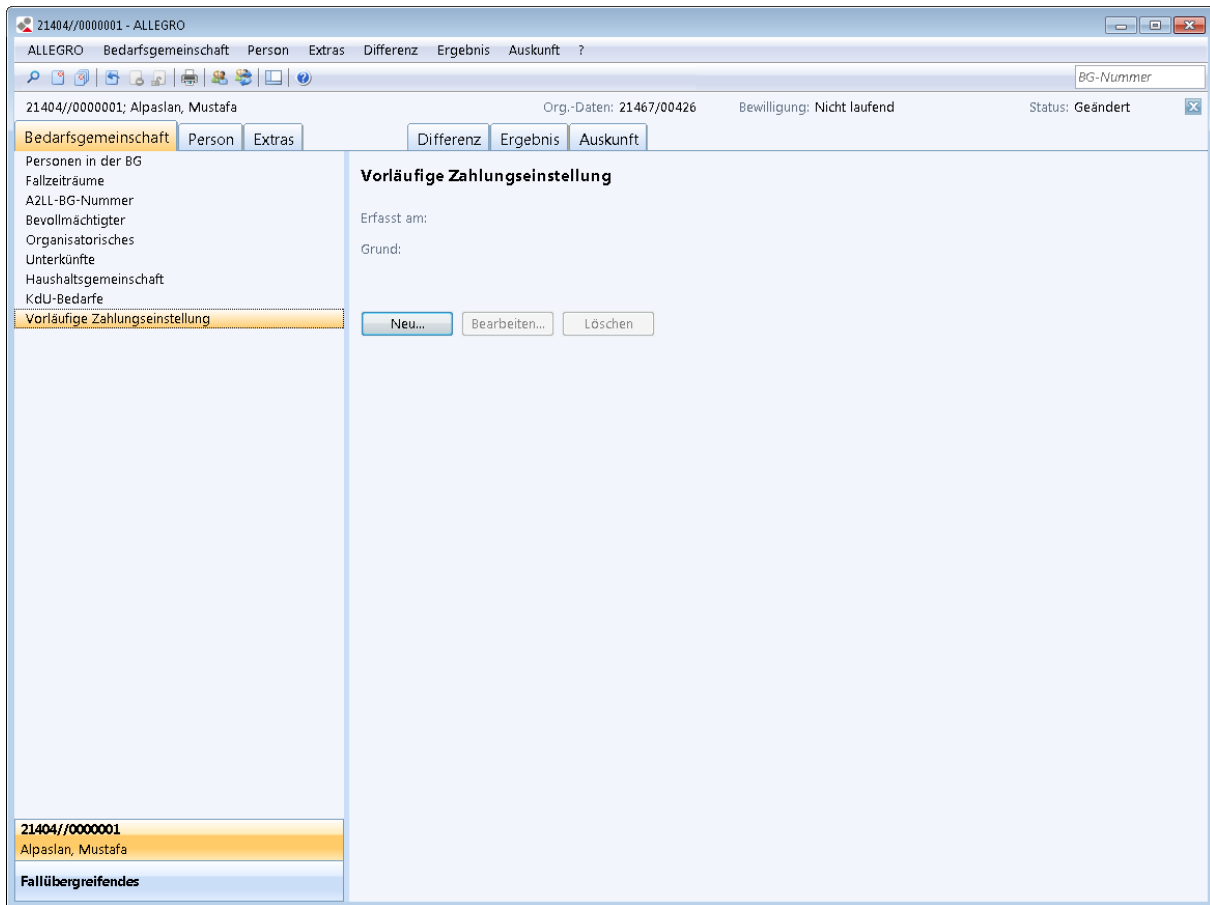 21404//0000001 - ALLEGRO
ALLEGRO Bedarfsgemeinschaft Person Extras Differenz Ergebnis Auskunft ?
BG-Nummer
21404//0000001; Alpaslan, Mustafa Org.-Daten: 21467/00426 Bewilligung: Nicht laufend Status: Geändert
Bedarfsgemeinschaft Person Extras Differenz Ergebnis Auskunft
Personen in der BG
Fallzeiträume
A2LL-BG-Nummer
Bevollmächtigter
Organisatorisches
Unterkünfte
Haushaltsgemeinschaft
KdU-Bedarfe
Vorläufige Zahlungseinstellung
Vorläufige Zahlungseinstellung
Erfasst am:
Grund:
Neu... Bearbeiten... Löschen
21404//0000001
Alpaslan, Mustafa
Fallübergreifendes